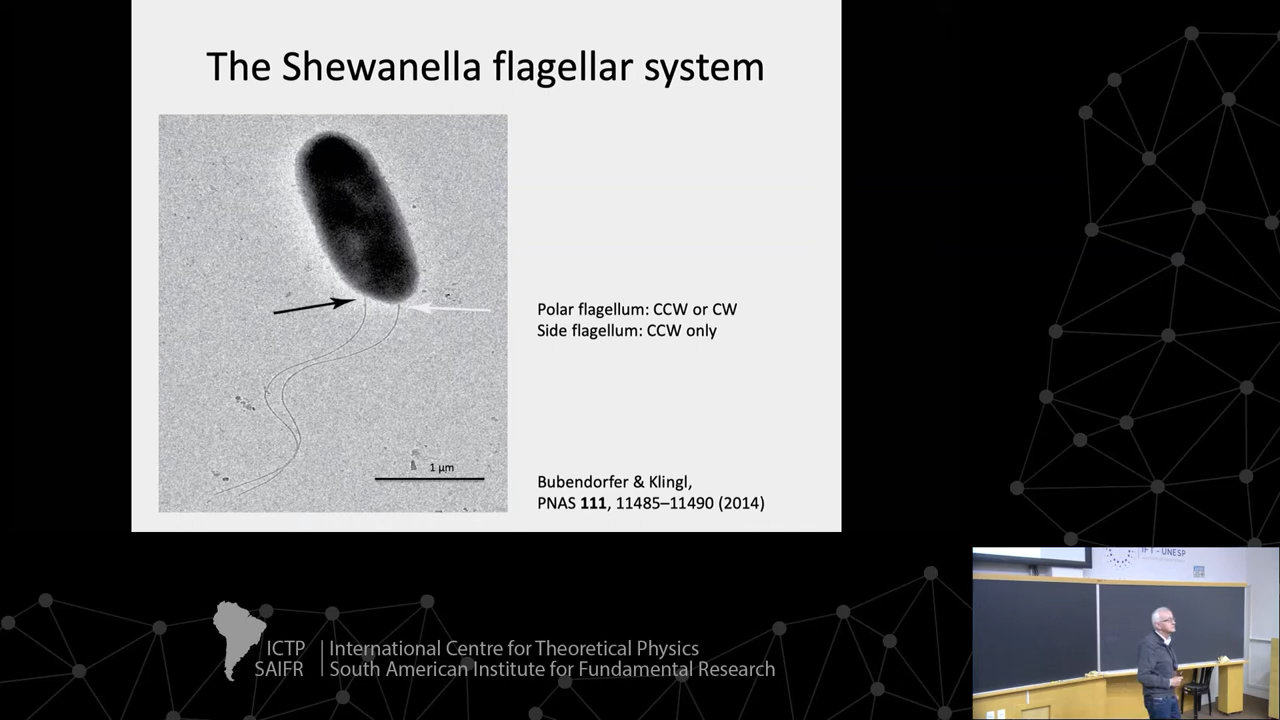 The Shewanella flagellar system
Polar flagellum: CCW or CW
Side flagellum: CCW only
1 μm
Bubendorfer & Klingl,
PNAS 111, 11485–11490 (2014)
IFT - UNESP
ICTP
SAIFR
International Centre for Theoretical Physics
South American Institute for Fundamental Research